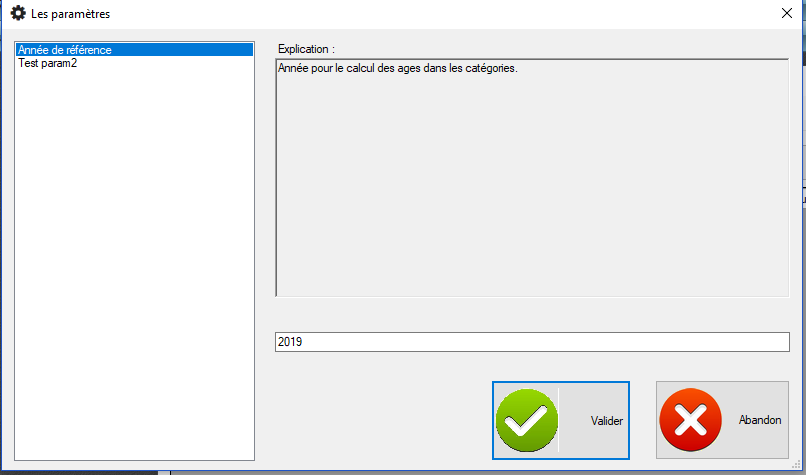 Les paramètres
Année de référence
Test param2
Explication :
Année pour le calcul des ages dans les catégories.
2019
Valider
Abandon